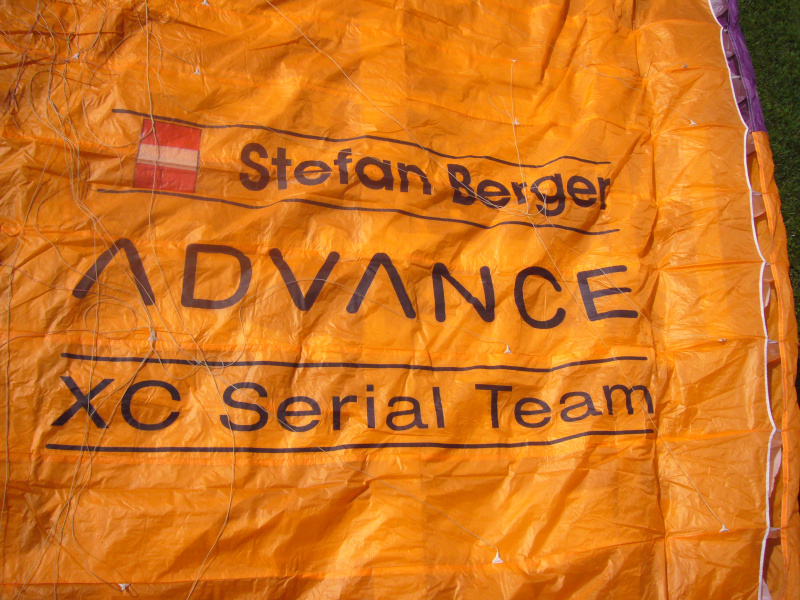 Stefan Berger
ADVANCE
XC Serial Team